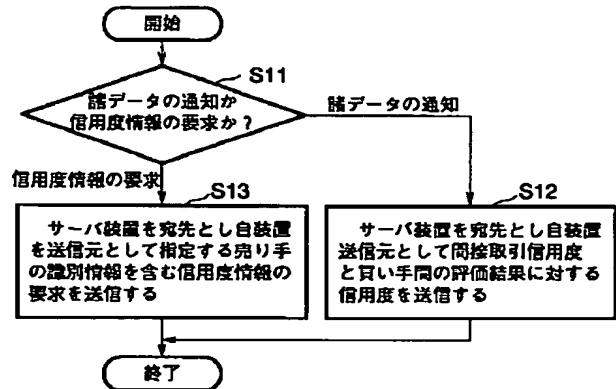 開始
S11
諸データの通知か
信用度情報の要求か?
諸データの通知
信用度情報の要求
S13
サーバ装置を宛先とし自装置
を送信元として指定する売り手
の識別情報を含む信用度情報の
要求を送信する
S12
サーバ装置を宛先とし自装置
送信元として間接取引信用度
と買い手間の評価結果に対する
信用度を送信する
終了